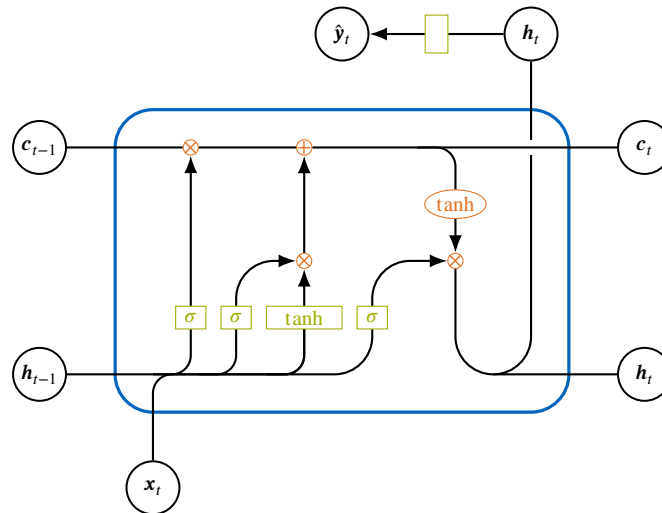 ŷₜ hₜ
cₜ₋₁ ⊗ ⊕ cₜ
tanh
⊗ ⊗
σ σ tanh σ
hₜ₋₁ hₜ
xₜ